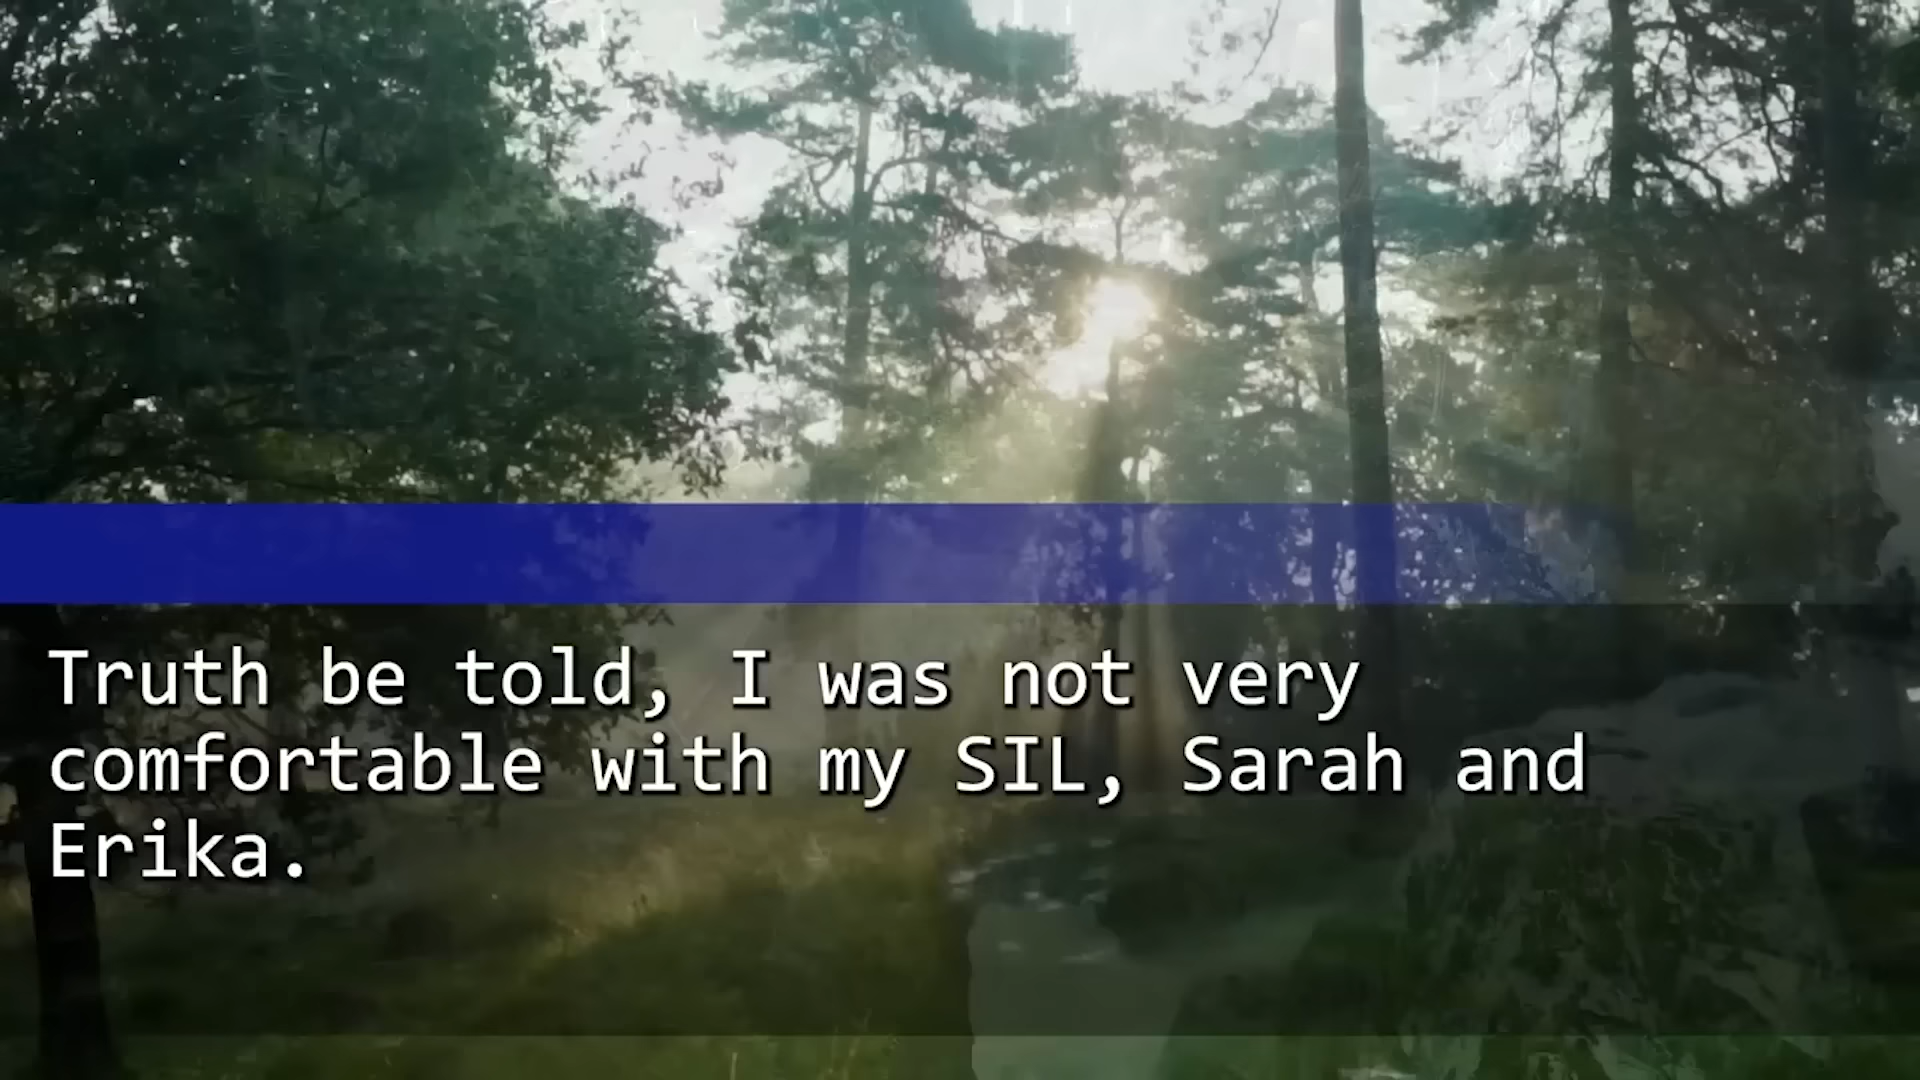 Truth be told, I was not very
comfortable with my SIL, Sarah and
Erika.